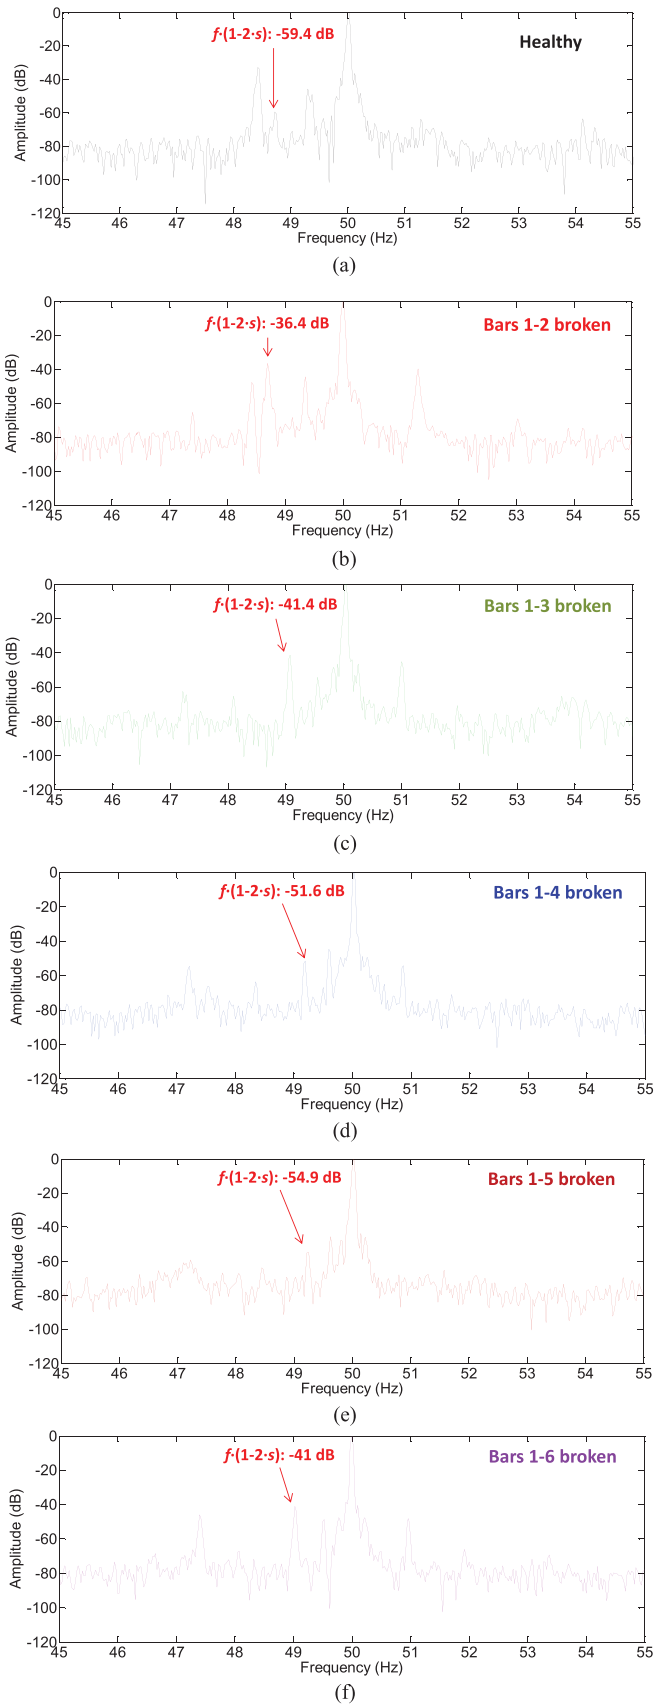 f·(1-2·s): -59.4 dB
Healthy
Amplitude (dB)
0
-20
-40
-60
-80
-100
-120
45 46 47 48 49 50 51 52 53 54 55
Frequency (Hz)
(a)
f·(1-2·s): -36.4 dB
Bars 1-2 broken
Amplitude (dB)
0
-20
-40
-60
-80
-100
-120
45 46 47 48 49 50 51 52 53 54 55
Frequency (Hz)
(b)
f·(1-2·s): -41.4 dB
Bars 1-3 broken
Amplitude (dB)
0
-20
-40
-60
-80
-100
-120
45 46 47 48 49 50 51 52 53 54 55
Frequency (Hz)
(c)
f·(1-2·s): -51.6 dB
Bars 1-4 broken
Amplitude (dB)
0
-20
-40
-60
-80
-100
-120
45 46 47 48 49 50 51 52 53 54 55
Frequency (Hz)
(d)
f·(1-2·s): -54.9 dB
Bars 1-5 broken
Amplitude (dB)
0
-20
-40
-60
-80
-100
-120
45 46 47 48 49 50 51 52 53 54 55
Frequency (Hz)
(e)
f·(1-2·s): -41 dB
Bars 1-6 broken
Amplitude (dB)
0
-20
-40
-60
-80
-100
-120
45 46 47 48 49 50 51 52 53 54 55
Frequency (Hz)
(f)